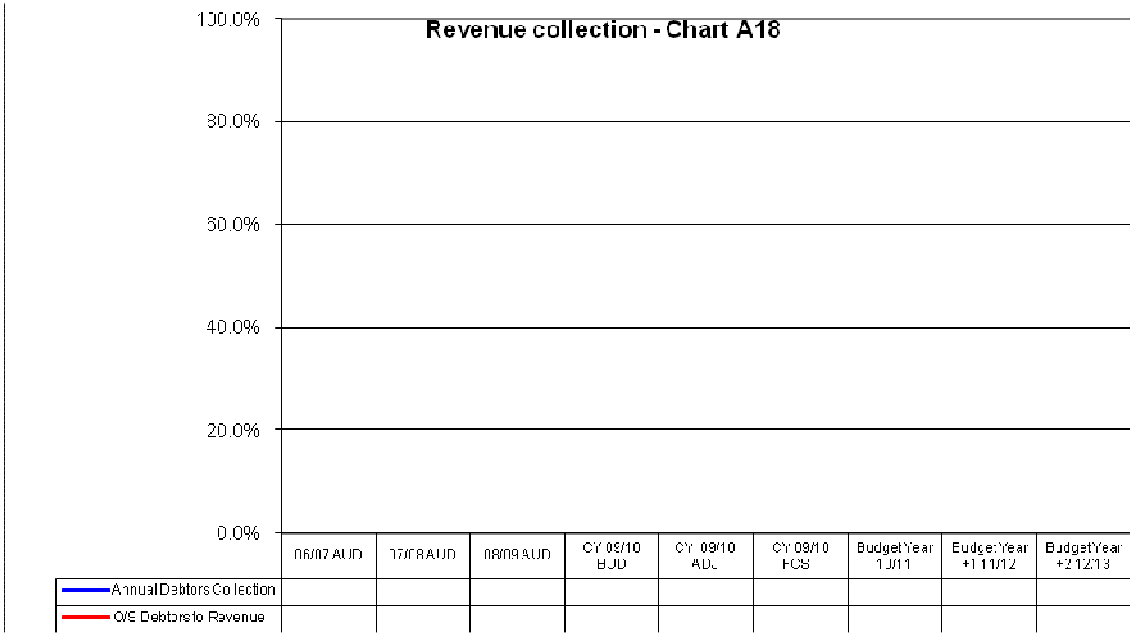 Revenue collection - Chart A18
100.0%
80.0%
60.0%
40.0%
20.0%
0.0%
06/07 AUD
07/08 AUD
08/09 AUD
CY 09/10
BUD
CY 09/10
ADJ
CY 09/10
FCS
Budget Year
10/11
Budget Year
+1 11/12
Budget Year
+2 12/13
Annual Debtors Collection
O/S Debtors to Revenue